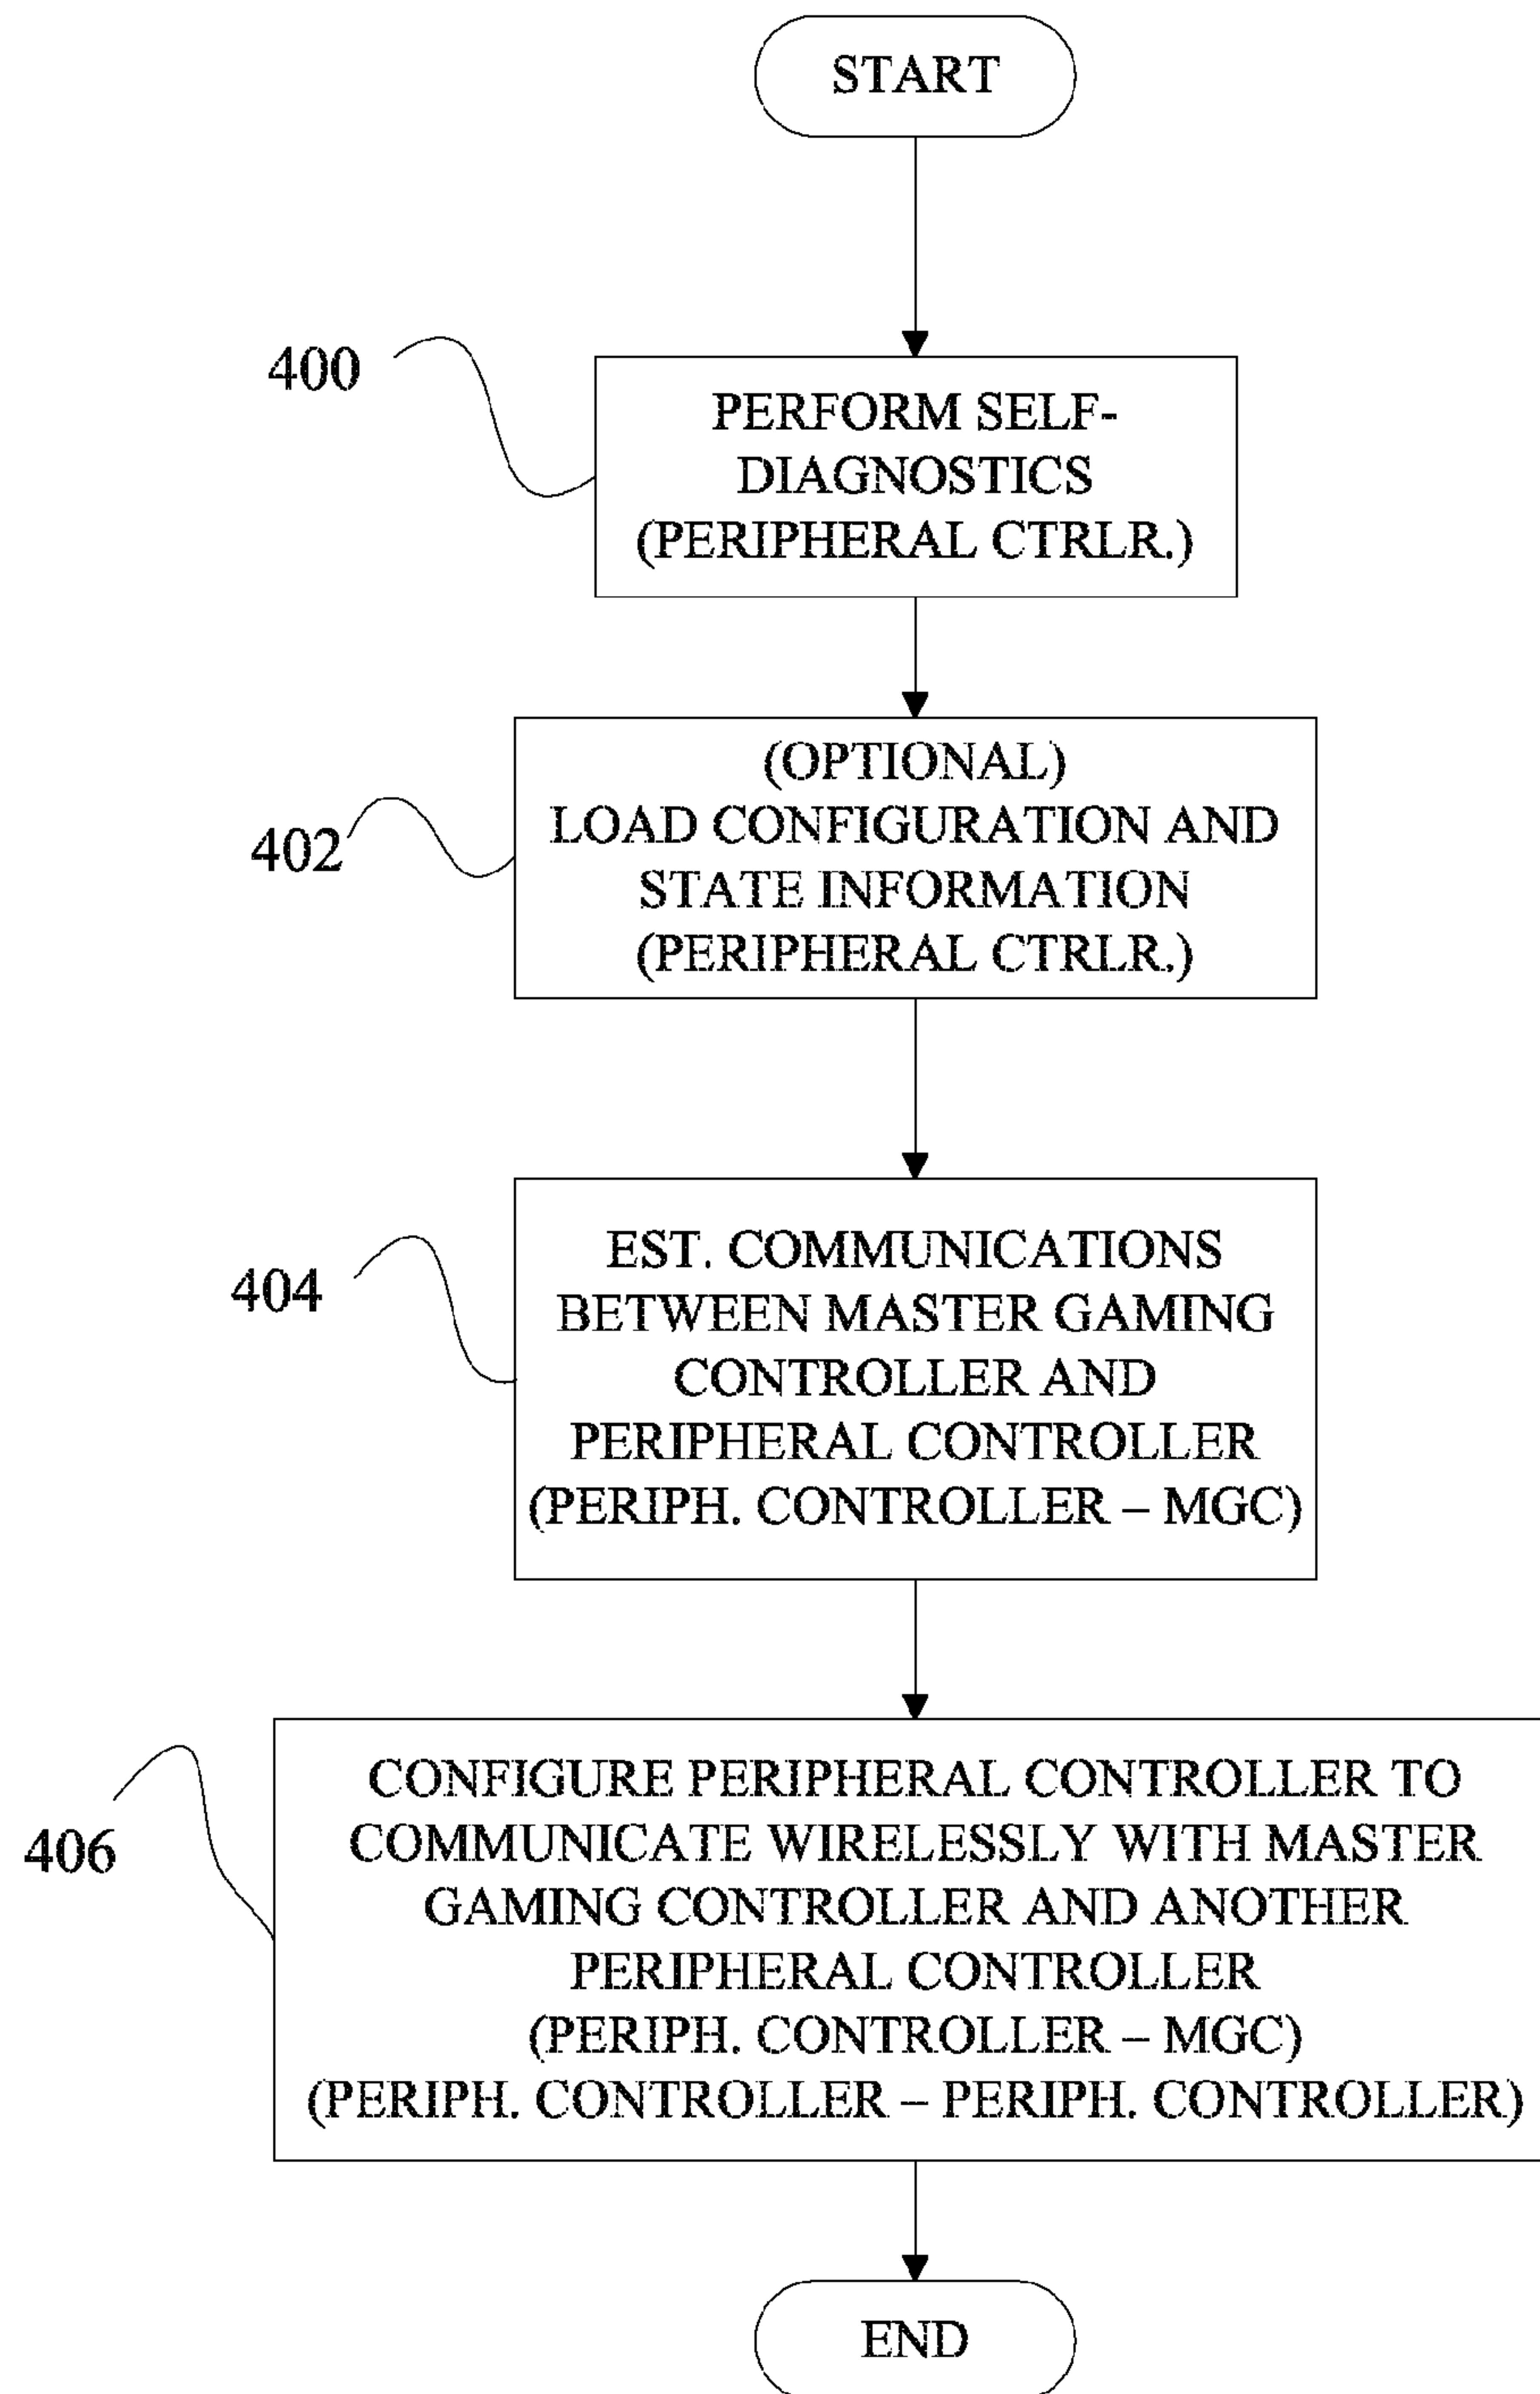 START
400
PERFORM SELF-
DIAGNOSTICS
(PERIPHERAL CTRLR.)
402
(OPTIONAL)
LOAD CONFIGURATION AND
STATE INFORMATION
(PERIPHERAL CTRLR.)
404
EST. COMMUNICATIONS
BETWEEN MASTER GAMING
CONTROLLER AND
PERIPHERAL CONTROLLER
(PERIPH. CONTROLLER – MGC)
406
CONFIGURE PERIPHERAL CONTROLLER TO
COMMUNICATE WIRELESSLY WITH MASTER
GAMING CONTROLLER AND ANOTHER
PERIPHERAL CONTROLLER
(PERIPH. CONTROLLER – MGC)
(PERIPH. CONTROLLER – PERIPH. CONTROLLER)
END